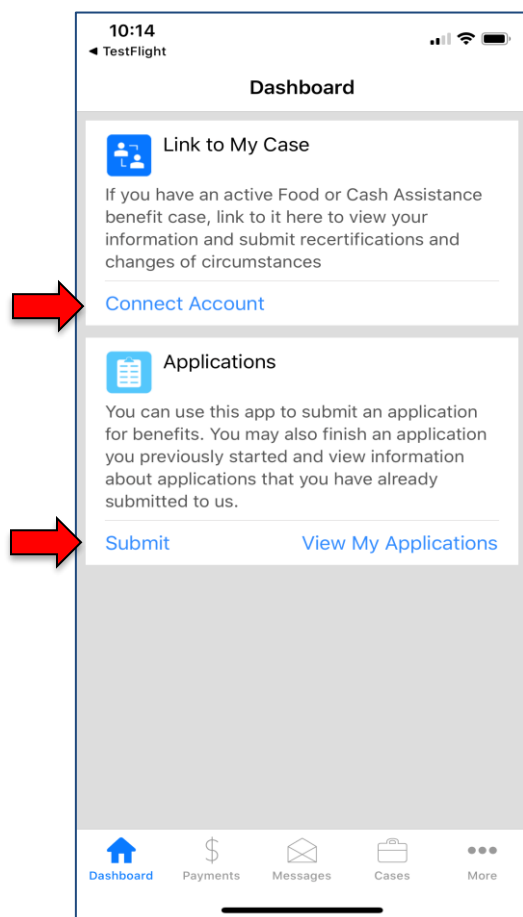 10:14
◀ TestFlight
Dashboard
Link to My Case
If you have an active Food or Cash Assistance
benefit case, link to it here to view your
information and submit recertifications and
changes of circumstances
Connect Account
Applications
You can use this app to submit an application
for benefits. You may also finish an application
you previously started and view information
about applications that you have already
submitted to us.
Submit View My Applications
Dashboard Payments Messages Cases More